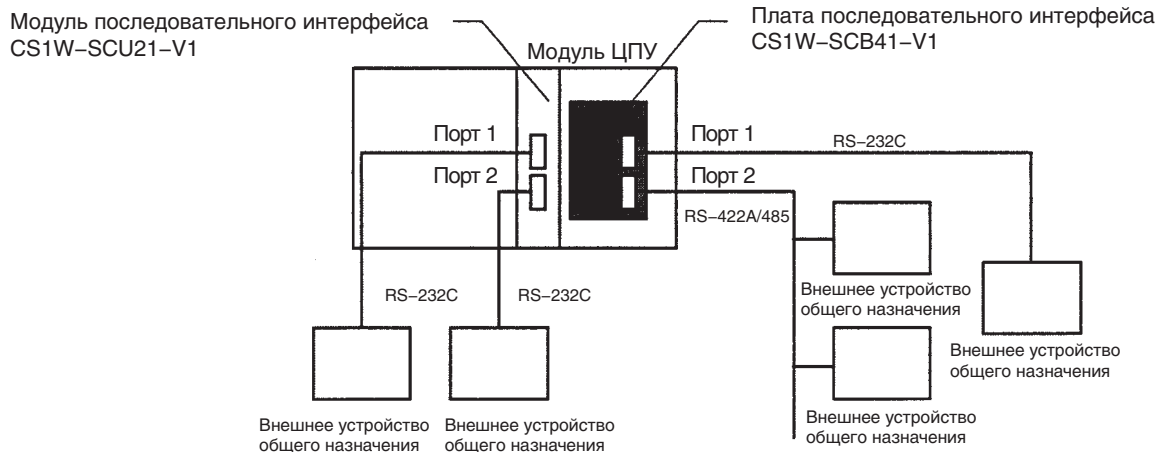 Модуль последовательного интерфейса
CS1W–SCU21–V1
Плата последовательного интерфейса
CS1W–SCB41–V1
Модуль ЦПУ
Порт 1
Порт 2
Порт 1
Порт 2
RS–232C
RS–422A/485
RS–232C
RS–232C
Внешнее устройство
общего назначения
Внешнее устройство
общего назначения
Внешнее устройство
общего назначения
Внешнее устройство
общего назначения
Внешнее устройство
общего назначения